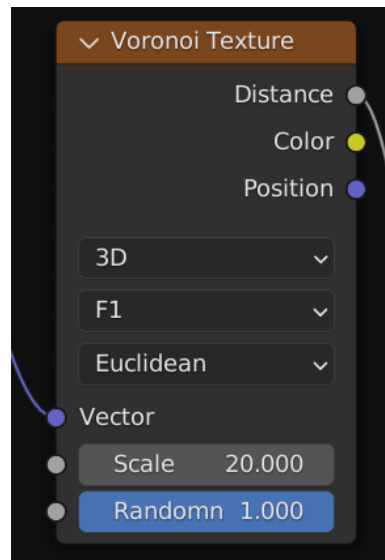 Voronoi Texture
Distance
Color
Position
3D
F1
Euclidean
Vector
Scale 20.000
Randomn 1.000